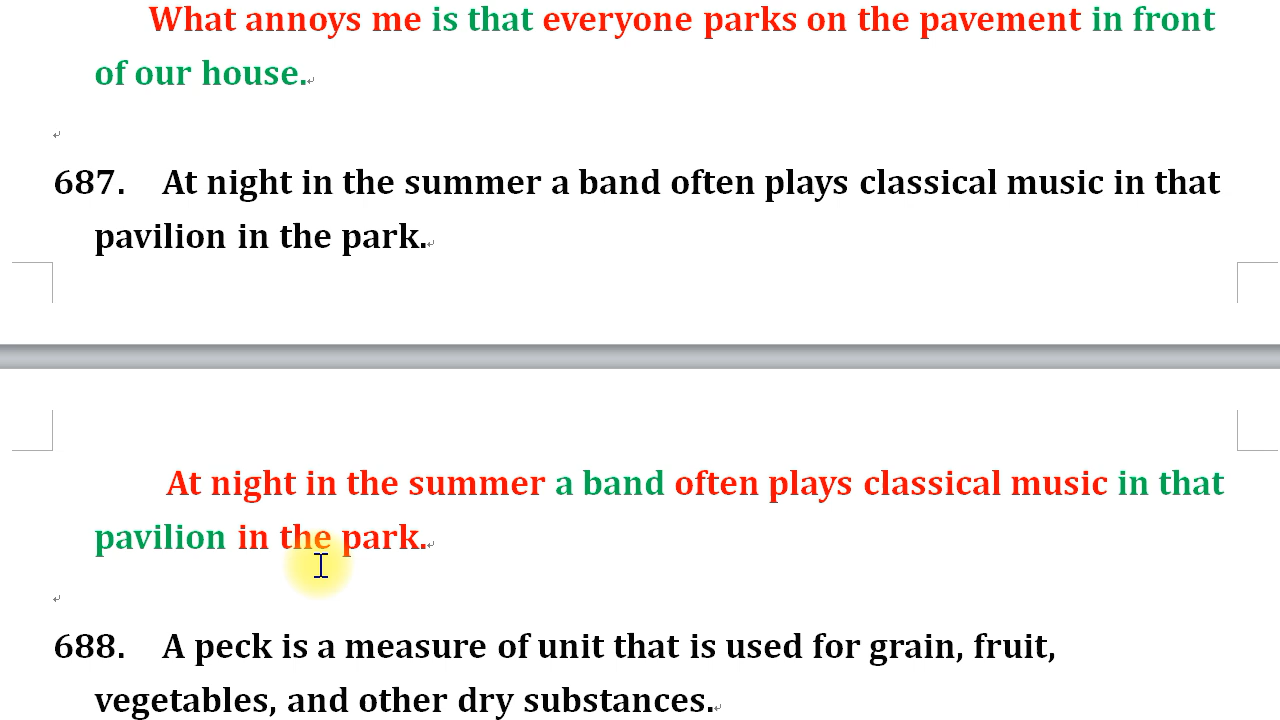 What annoys me is that everyone parks on the pavement in front
of our house.
687. At night in the summer a band often plays classical music in that
pavilion in the park.
At night in the summer a band often plays classical music in that
pavilion in the park.
688. A peck is a measure of unit that is used for grain, fruit,
vegetables, and other dry substances.